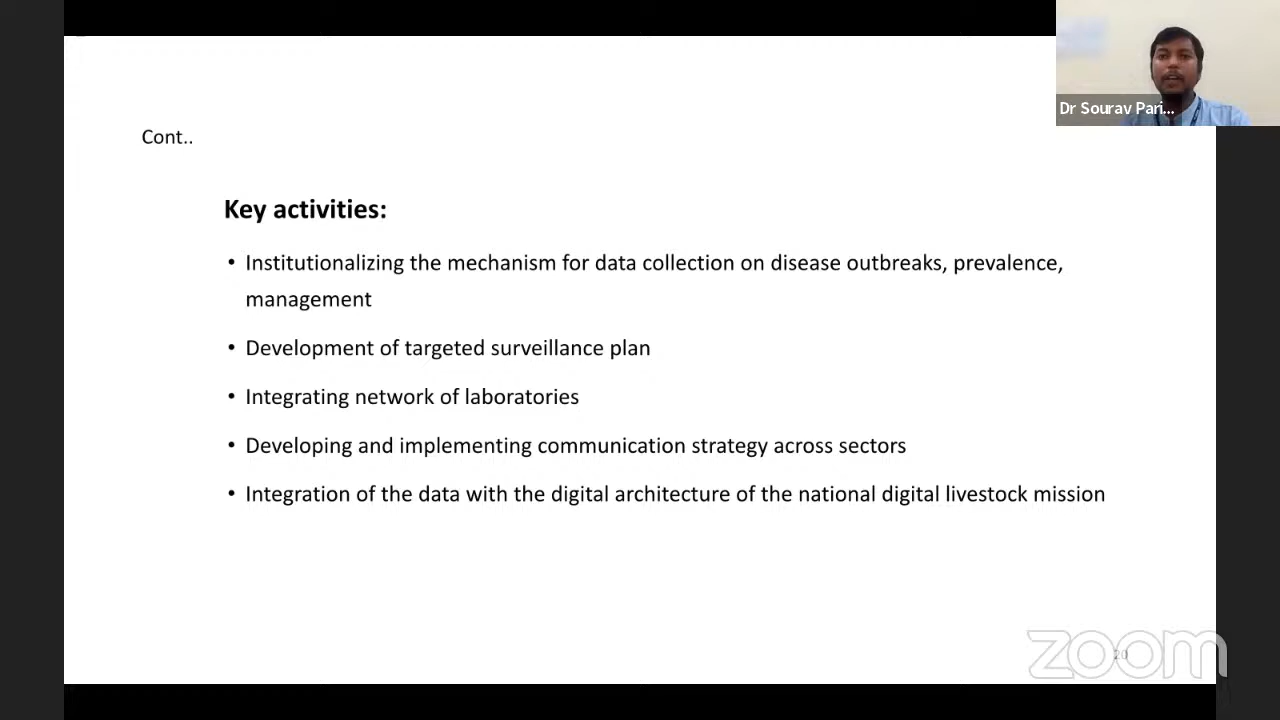 Dr Sourav Pari...
Cont..
Key activities:
• Institutionalizing the mechanism for data collection on disease outbreaks, prevalence,
management
• Development of targeted surveillance plan
• Integrating network of laboratories
• Developing and implementing communication strategy across sectors
• Integration of the data with the digital architecture of the national digital livestock mission
20
zoom